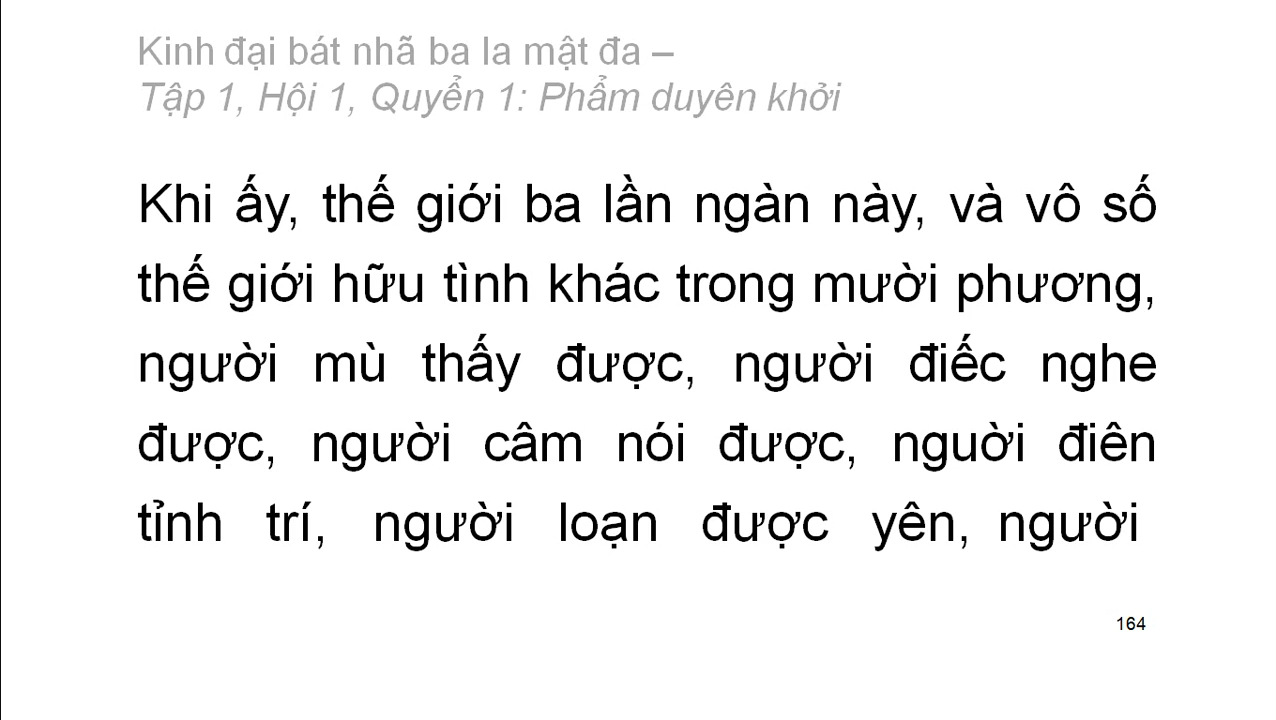 Kinh đại bát nhã ba la mật đa –
Tập 1, Hội 1, Quyển 1: Phẩm duyên khởi
Khi ấy, thế giới ba lần ngàn này, và vô số
thế giới hữu tình khác trong mười phương,
người mù thấy được, người điếc nghe
được, người câm nói được, nguời điên
tỉnh trí, người loạn được yên, người
164